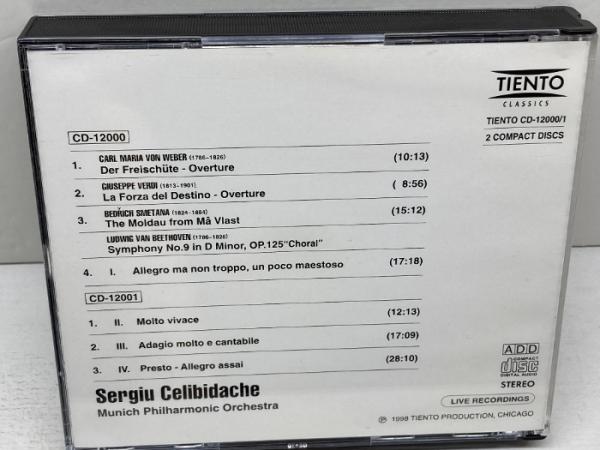 TIENTO
CLASSICS
TIENTO CD-12000/1
2 COMPACT DISCS
CD-12000
1. CARL MARIA VON WEBER (1786-1826)
Der Freischüte - Overture (10:13)
2. GIUSEPPE VERDI (1813-1901)
La Forza del Destino - Overture ( 8:56)
3. BEDŘICH SMETANA (1824-1884)
The Moldau from Mā Vlast (15:12)
LUDWIG VAN BEETHOVEN (1786-1826)
Symphony No.9 in D Minor, OP.125 "Choral"
4. I. Allegro ma non troppo, un poco maestoso (17:18)
CD-12001
1. II. Molto vivace (12:13)
2. III. Adagio molto e cantabile (17:09)
3. IV. Presto - Allegro assai (28:10)
Sergiu Celibidache
Munich Philharmonic Orchestra
ADD
COMPACT
disc
DIGITAL AUDIO
STEREO
LIVE RECORDINGS
℗ 1998 TIENTO PRODUCTION, CHICAGO